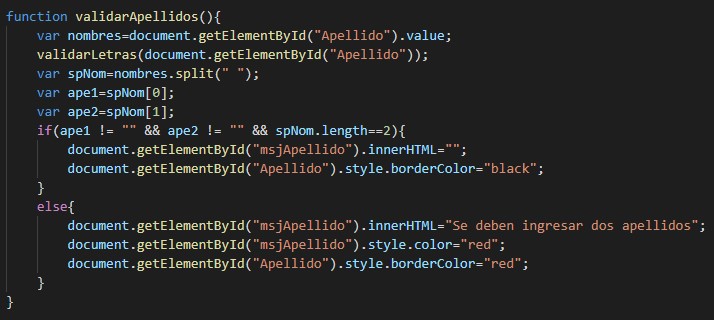 function validarApellidos(){
var nombres=document.getElementById("Apellido").value;
validarLetras(document.getElementById("Apellido"));
var spNom=nombres.split(" ");
var ape1=spNom[0];
var ape2=spNom[1];
if(ape1 != "" && ape2 != "" && spNom.length==2){
document.getElementById("msjApellido").innerHTML="";
document.getElementById("Apellido").style.borderColor="black";
}
else{
document.getElementById("msjApellido").innerHTML="Se deben ingresar dos apellidos";
document.getElementById("msjApellido").style.color="red";
document.getElementById("Apellido").style.borderColor="red";
}
}